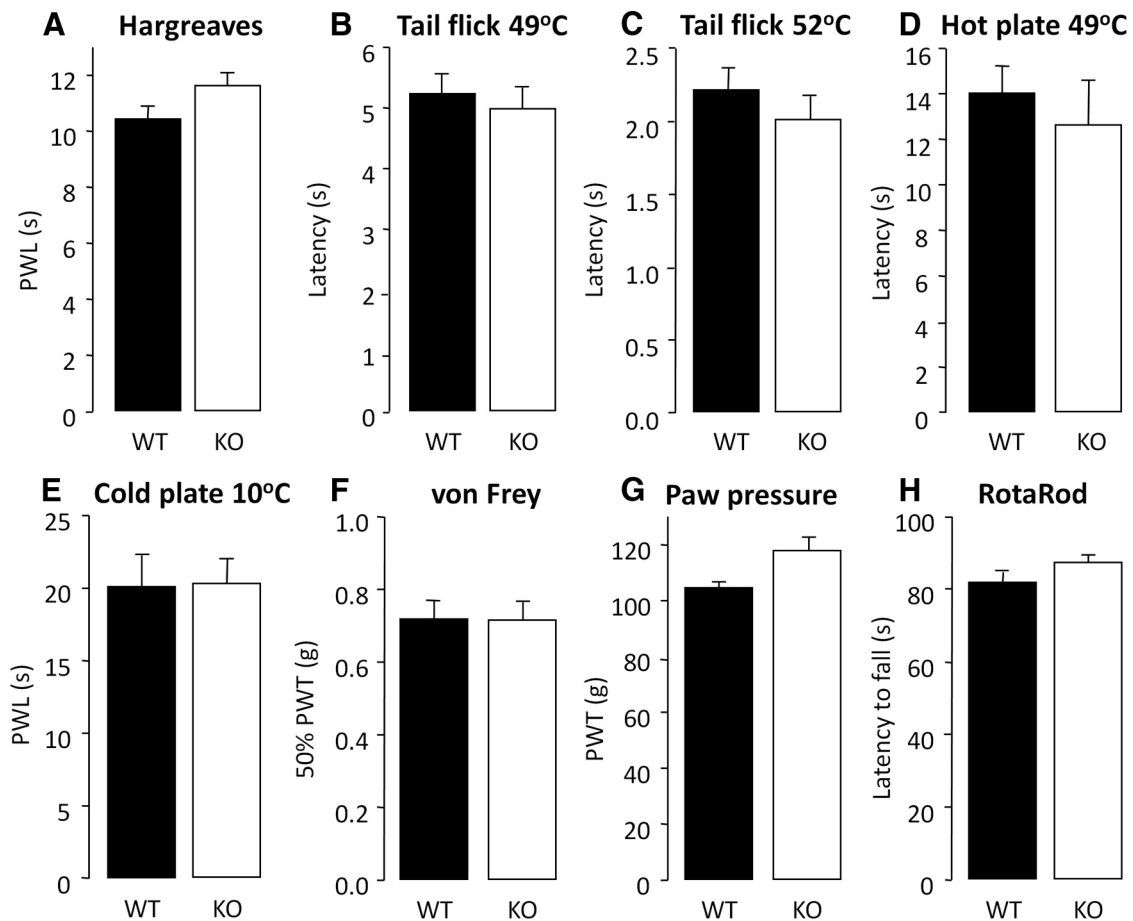 A Hargreaves
PWL (s)
12
10
8
6
4
2
0
WT KO
B Tail flick 49oC
Latency (s)
6
5
4
3
2
1
0
WT KO
C Tail flick 52oC
Latency (s)
2.5
2.0
1.5
1.0
0.5
0.0
WT KO
D Hot plate 49oC
Latency (s)
16
14
12
10
8
6
4
2
0
WT KO
E Cold plate 10oC
PWL (s)
25
20
15
10
5
0
WT KO
F von Frey
50% PWT (g)
1.0
0.8
0.6
0.4
0.2
0.0
WT KO
G Paw pressure
PWT (g)
120
100
80
60
40
20
0
WT KO
H RotaRod
Latency to fall (s)
100
80
60
40
20
0
WT KO